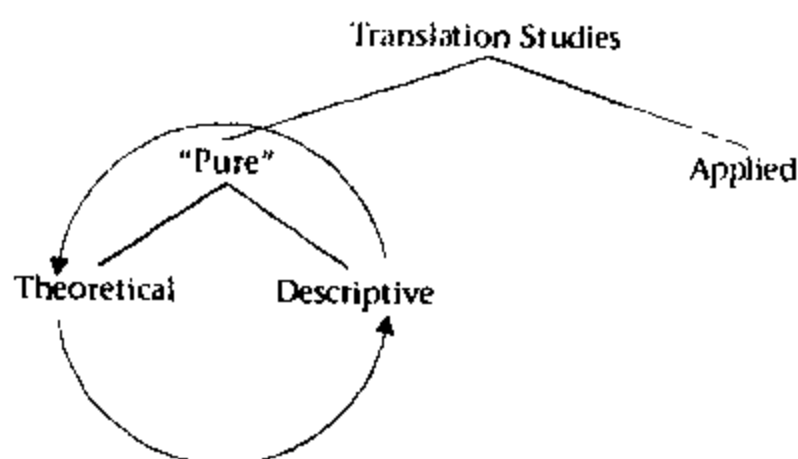 Translation Studies
"Pure"
Applied
Theoretical
Descriptive